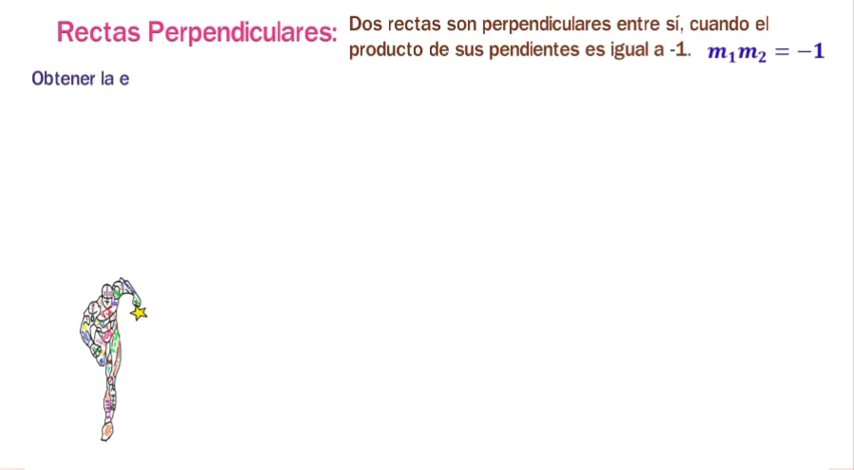 Rectas Perpendiculares:
Dos rectas son perpendiculares entre sí, cuando el
producto de sus pendientes es igual a -1. m₁m₂ = −1
Obtener la e